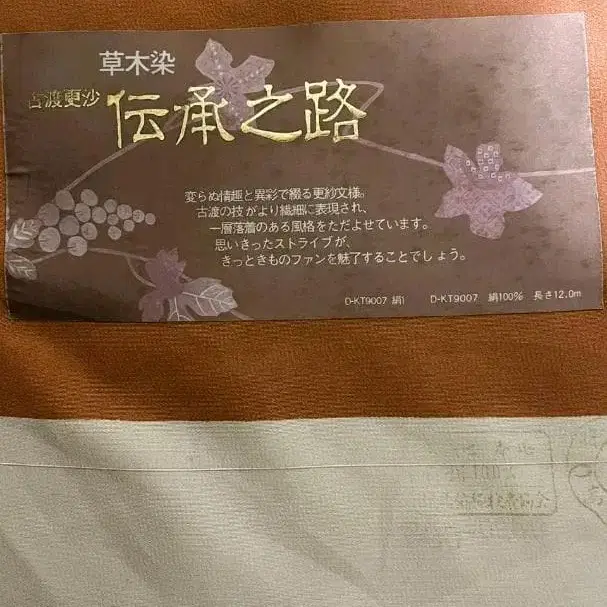 草木染
古渡更沙
伝承之路
変らぬ情趣と異彩で綴る更紗文様。
古渡の技がより繊細に表現され、
一層落着のある風格をただよせています。
思いきったストライプが、
きっときものファンを魅了することでしょう。
D-KT9007 絹1 D-KT9007 絹100% 長さ12.0m